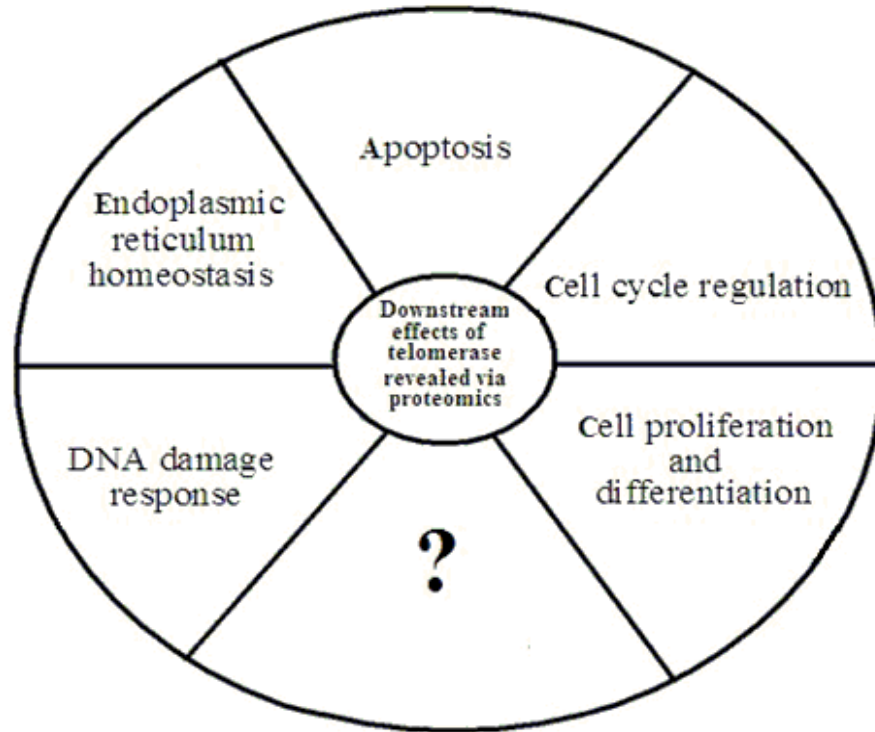 Apoptosis
Endoplasmic
reticulum
homeostasis
Cell cycle regulation
Downstream
effects of
telomerase
revealed via
proteomics
Cell proliferation
and
differentiation
DNA damage
response
?